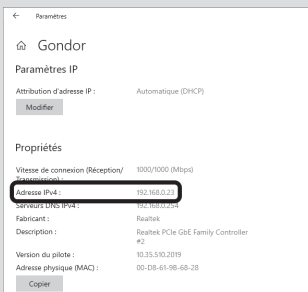 ← Paramètres
Gondor
Paramètres IP
Attribution d'adresse IP : Automatique (DHCP)
Modifier
Propriétés
Vitesse de connexion (Réception/ 1000/1000 (Mbps)
Transmission) :
Adresse IPv4 : 192.168.0.23
Serveurs DNS IPv4 : 192.168.0.254
Fabricant : Realtek
Description : Realtek PCIe GbE Family Controller
#2
Version du pilote : 10.35.510.2019
Adresse physique (MAC) : 00-D8-61-9B-68-28
Copier